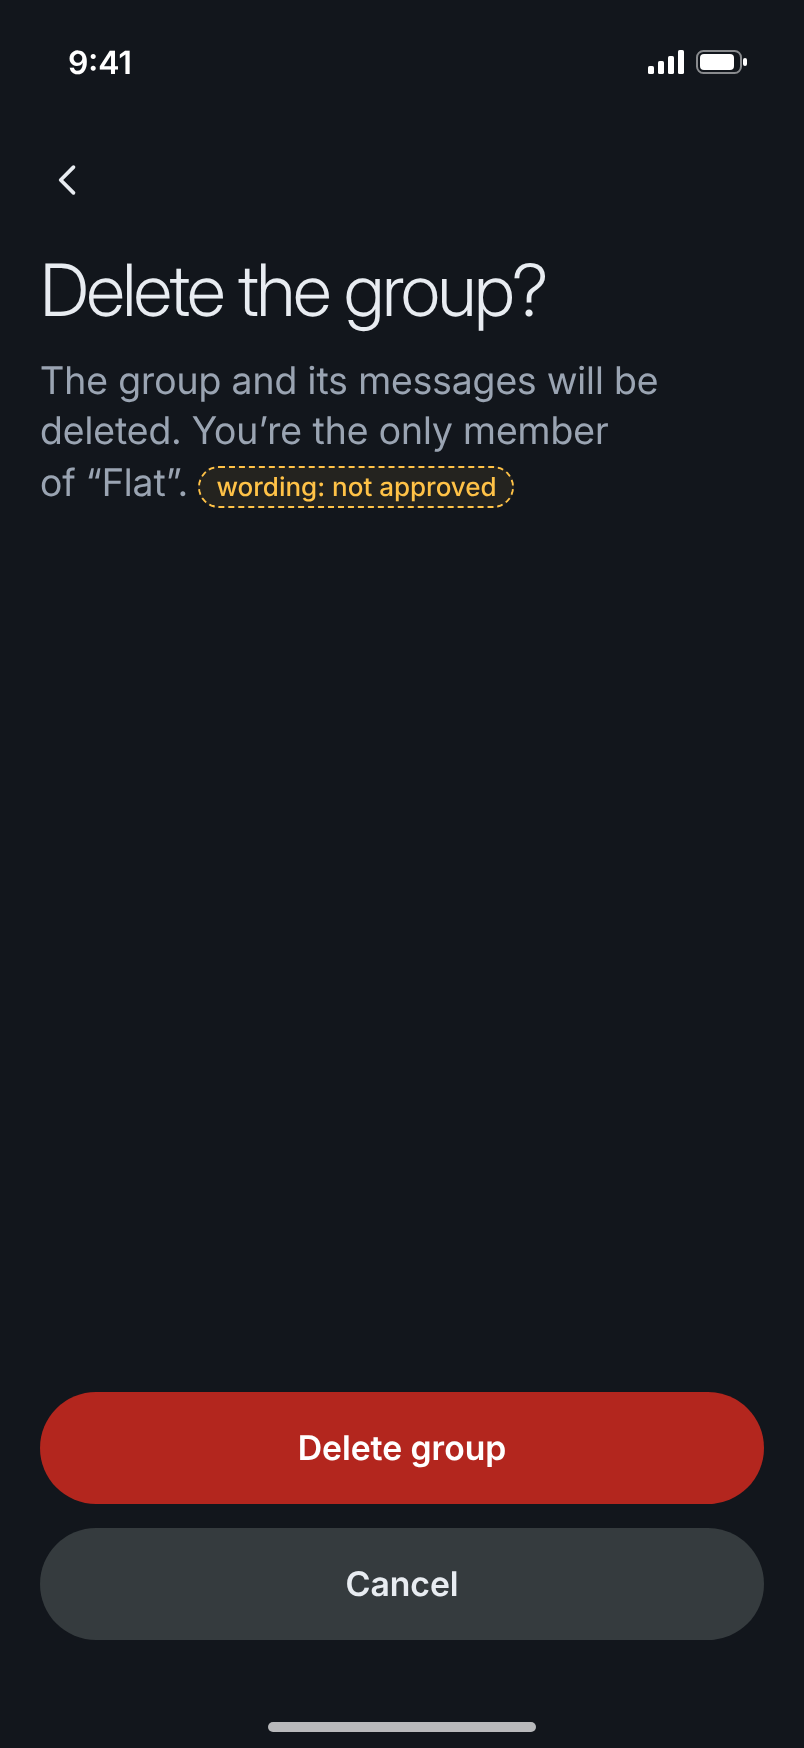 9:41
Delete the group?
The group and its messages will be
deleted. You’re the only member
of “Flat”. wording: not approved
Delete group
Cancel